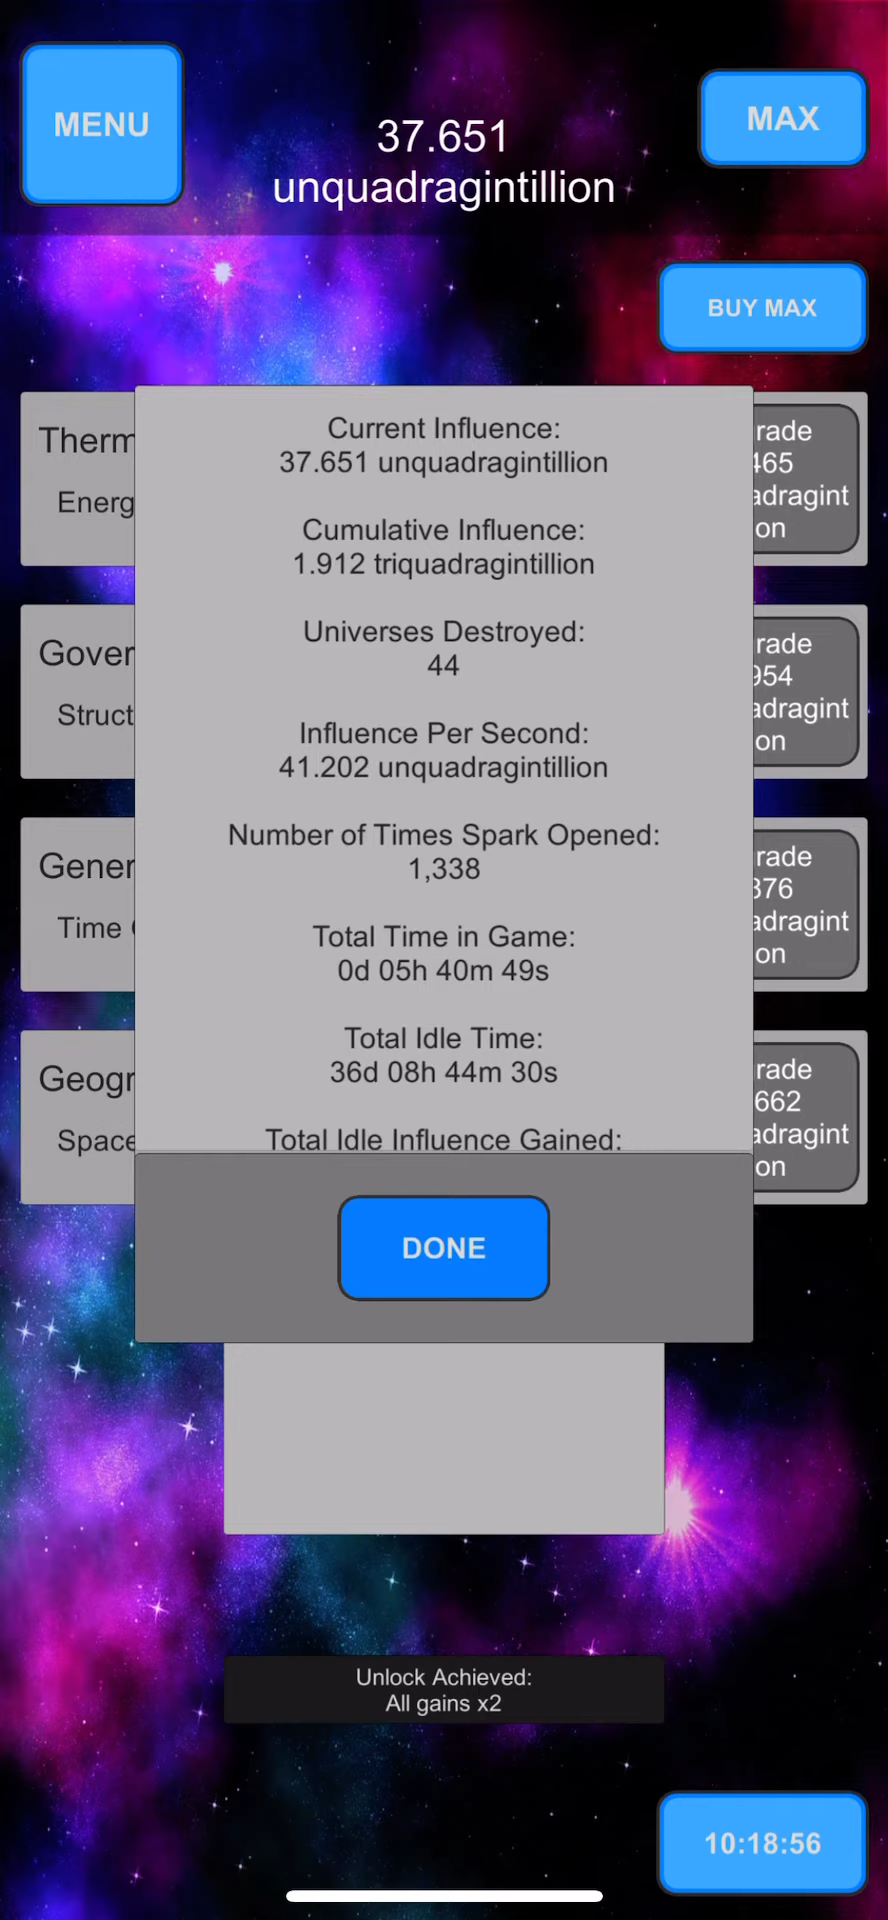 MENU
37.651
unquadragintillion
MAX
BUY MAX
Current Influence:
37.651 unquadragintillion
Cumulative Influence:
1.912 triquadragintillion
Universes Destroyed:
44
Influence Per Second:
41.202 unquadragintillion
Number of Times Spark Opened:
1,338
Total Time in Game:
0d 05h 40m 49s
Total Idle Time:
36d 08h 44m 30s
Total Idle Influence Gained:
DONE
Therm
Energ
rade
465
adragint
on
Gover
Struct
rade
954
adragint
on
Gener
Time
rade
376
adragint
on
Geogr
Space
rade
662
adragint
on
Unlock Achieved:
All gains x2
10:18:56